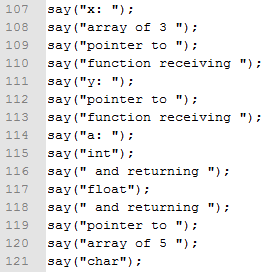 107 say("x: ");
108 say("array of 3 ");
109 say("pointer to ");
110 say("function receiving ");
111 say("y: ");
112 say("pointer to ");
113 say("function receiving ");
114 say("a: ");
115 say("int");
116 say(" and returning ");
117 say("float");
118 say(" and returning ");
119 say("pointer to ");
120 say("array of 5 ");
121 say("char");